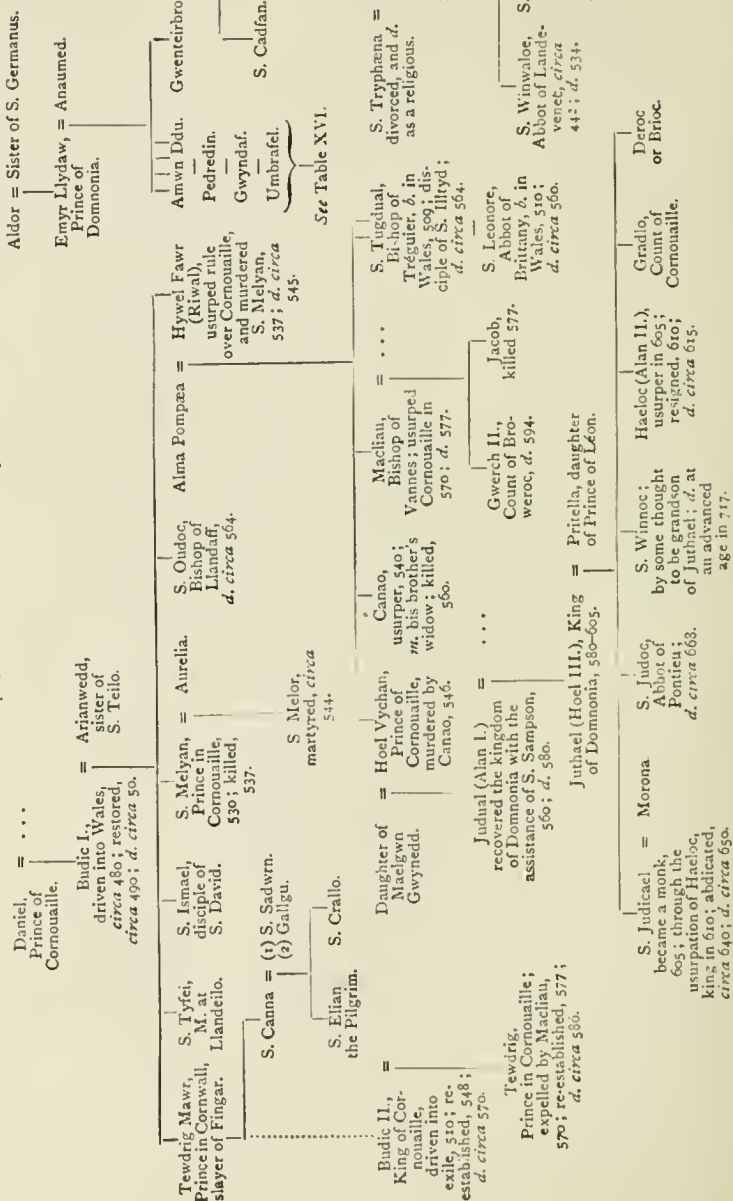 Aldor = Sister of S. Germanus.
Emyr Llydaw, = Anaumed.
Prince of
Domnonia.
Daniel, = ...
Prince of
Cornouaille.
Budic I., = Arianwedd,
driven into Wales, sister of
circa 480; restored, S. Teilo.
circa 490; d. circa 50.
Amwn Ddu.
Pedredin.
Gwyndaf.
Umbrafel.
See Table XVI.
Gwenteirbro
S. Cadfan.
Tewdrig Mawr,
Prince in Cornwall,
slayer of Fingar.
S. Tyfei,
M. at
Llandeilo.
S. Ismael,
disciple of
S. David.
S. Melyan, = Aurelia.
Prince in
Cornouaille,
530; killed,
537.
S. Oudoc,
Bishop of
Llandaff,
d. circa 564.
Alma Pompæa = Hywel Fawr
(Riwal),
usurped rule
over Cornouaille,
and murdered
S. Melyan,
537; d. circa
545.
S. Canna = (1) S. Sadwrn.
(2) Gallgu.
S. Elian
the Pilgrim.
S. Crallo.
S Melor,
martyred, circa
544.
Budic II., =
King of Cor-
nouaille,
driven into
exile, 510; re-
established, 548;
d. circa 570.
Daughter of = Hoel Vychan,
Maelgwn Prince of
Gwynedd. Cornouaille,
murdered by
Canao, 546.
Canao,
usurper, 540;
m. his brother's
widow; killed,
560.
Macliau, = ...
Bishop of
Vannes; usurped
Cornouaille in
570; d. 577.
S. Tugdual,
Bishop of
Tréguier, b. in
Wales, 509; dis-
ciple of S. Illtyd;
d. circa 564.
S. Leonore,
Abbot of
Brittany, b. in
Wales, 510;
d. circa 560.
S. Tryphæna =
divorced, and d.
as a religious.
S. Winwaloe,
Abbot of Lande-
venec, circa
442; d. 534.
S.
Gwerch II.,
Count of Bro-
weroc, d. 594.
Jacob,
killed 577.
Tewdrig,
Prince in Cornouaille;
expelled by Macliau,
570; re-established, 577;
d. circa 586.
Judual (Alan I.) = ...
recovered the kingdom
of Domnonia with the
assistance of S. Sampson,
560; d. 580.
Juthael (Hoel III.), King = Pritella, daughter
of Domnonia, 580-605. of Prince of Léon.
S. Judicael = Morona.
became a monk,
605; through the
usurpation of Haeloc,
king in 610; abdicated,
circa 640; d. circa 650.
S. Judoc,
Abbot of
Pontieu;
d. circa 668.
S. Winnoc;
by some thought
to be grandson
of Juthael; d. at
an advanced
age in 717.
Haeloc (Alan II.),
usurper in 605;
resigned, 610;
d. circa 615.
Gradlo,
Count of
Cornouaille.
Deroc
or Brioc.